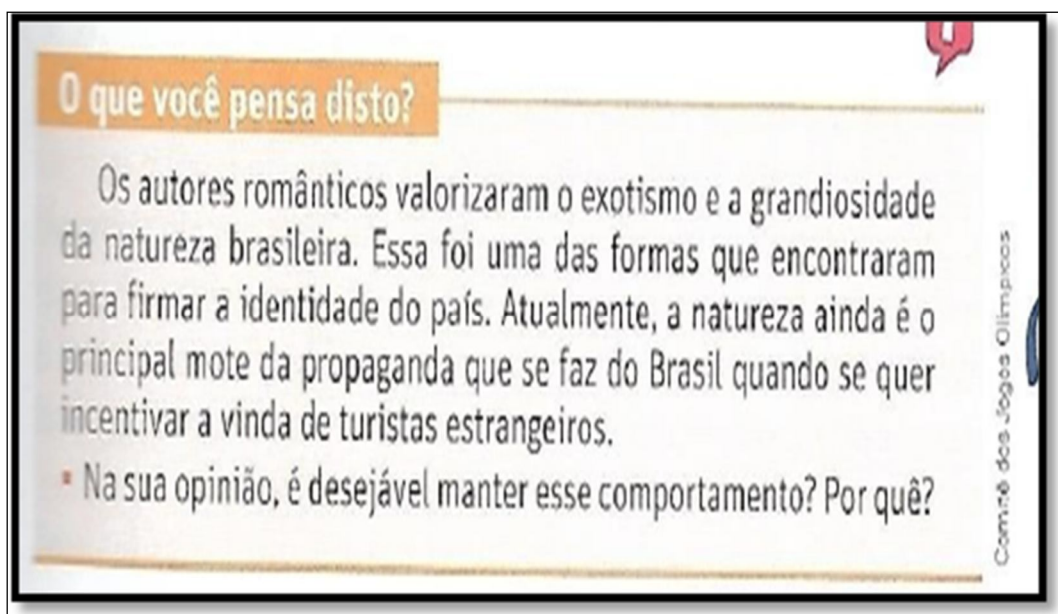 O que você pensa disto?
Os autores românticos valorizaram o exotismo e a grandiosidade
da natureza brasileira. Essa foi uma das formas que encontraram
para firmar a identidade do país. Atualmente, a natureza ainda é o
principal mote da propaganda que se faz do Brasil quando se quer
incentivar a vinda de turistas estrangeiros.
▪ Na sua opinião, é desejável manter esse comportamento? Por quê?
Comitê dos Jogos Olímpicos